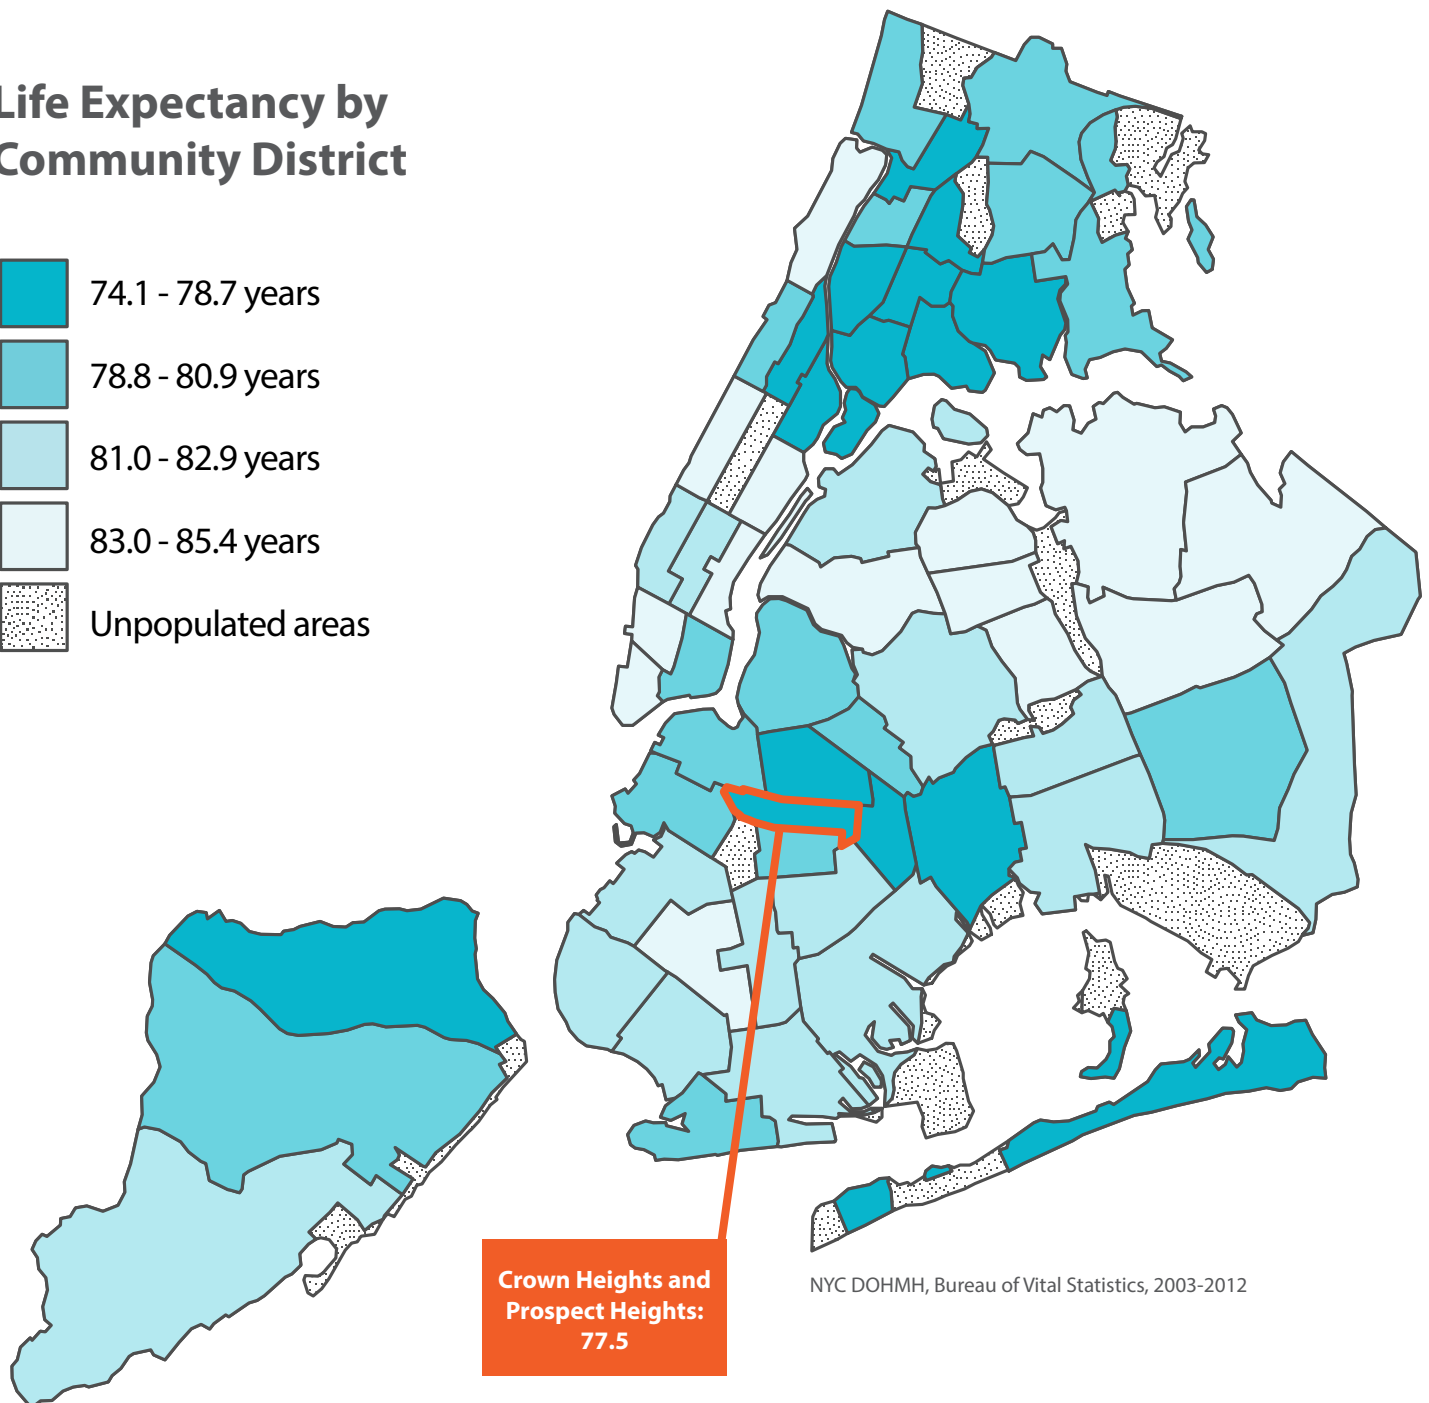 Life Expectancy by
Community District
74.1 - 78.7 years
78.8 - 80.9 years
81.0 - 82.9 years
83.0 - 85.4 years
Unpopulated areas
Crown Heights and
Prospect Heights:
77.5
NYC DOHMH, Bureau of Vital Statistics, 2003-2012